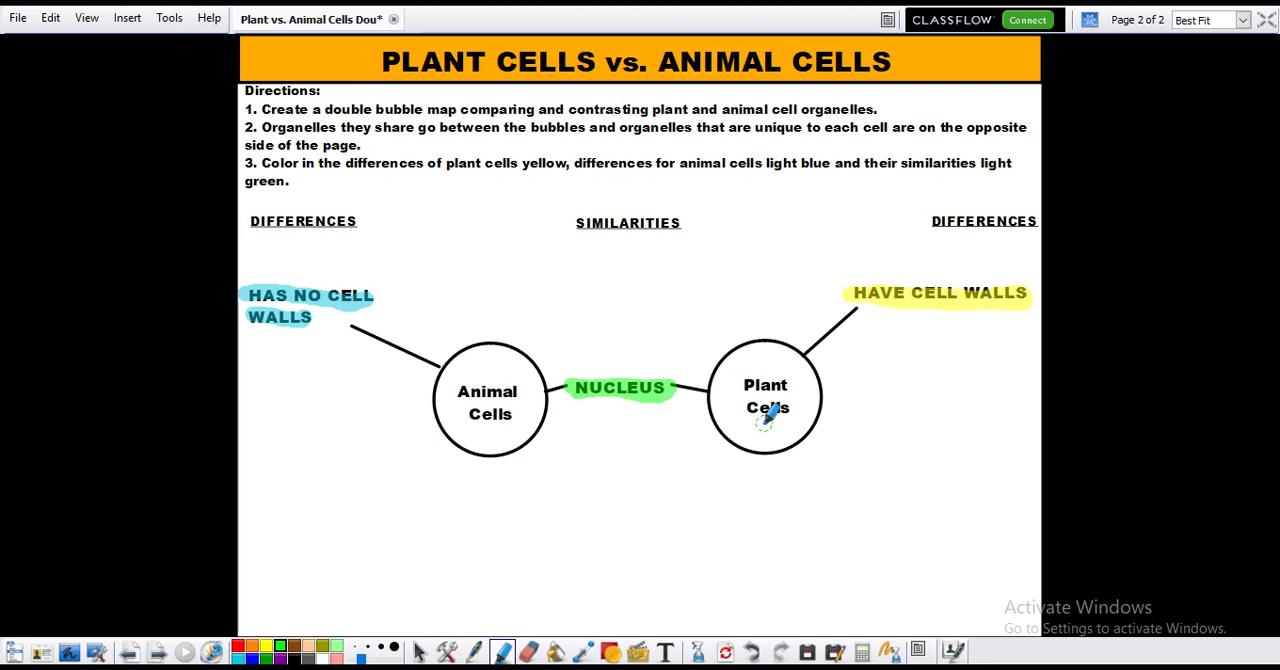 File Edit View Insert Tools Help
Plant vs. Animal Cells Dou*
CLASSFLOW Connect
Page 2 of 2
Best Fit
PLANT CELLS vs. ANIMAL CELLS
Directions:
1. Create a double bubble map comparing and contrasting plant and animal cell organelles.
2. Organelles they share go between the bubbles and organelles that are unique to each cell are on the opposite
side of the page.
3. Color in the differences of plant cells yellow, differences for animal cells light blue and their similarities light
green.
DIFFERENCES
SIMILARITIES
DIFFERENCES
HAS NO CELL
WALLS
HAVE CELL WALLS
Animal
Cells
NUCLEUS
Plant
Cells
Activate Windows
Go to Settings to activate Windows.